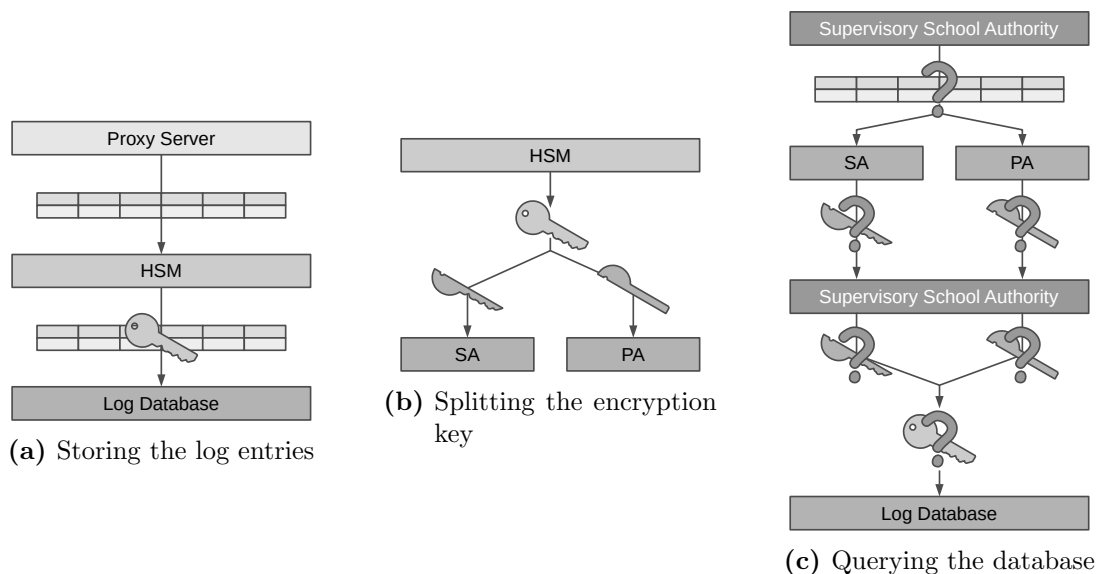 Proxy Server
HSM
Log Database
(a) Storing the log entries
HSM
SA
PA
(b) Splitting the encryption
key
Supervisory School Authority
SA
PA
Supervisory School Authority
Log Database
(c) Querying the database